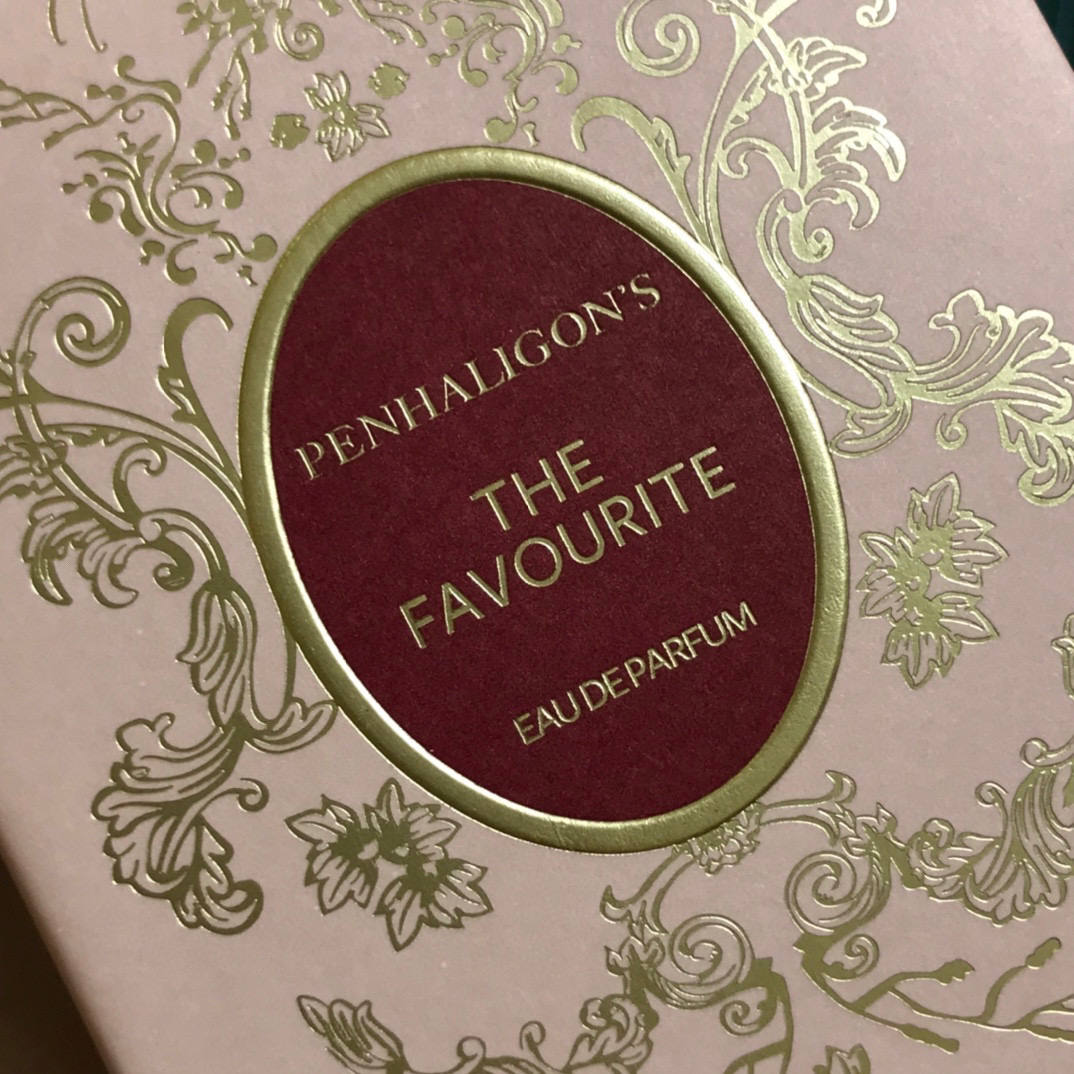 PENHALIGON'S
THE
FAVOURITE
EAU DE PARFUM